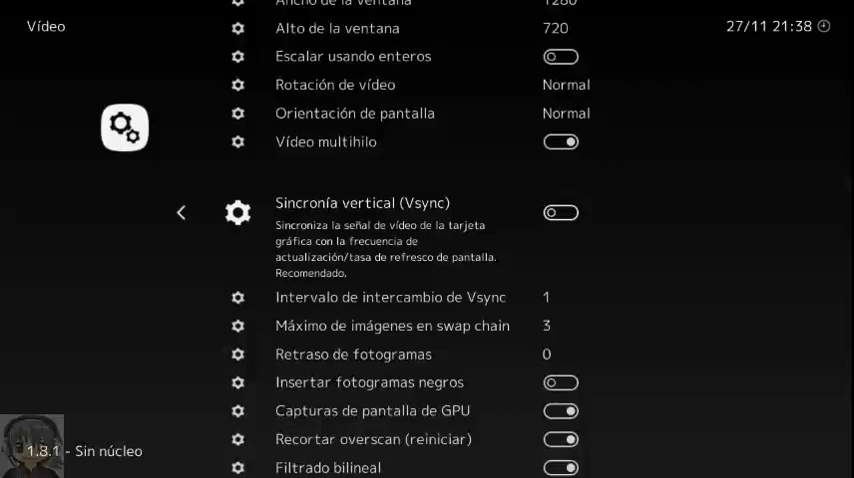 Ancho de la ventana 1280
Vídeo
27/11 21:38
Alto de la ventana 720
Escalar usando enteros
Rotación de vídeo Normal
Orientación de pantalla Normal
Vídeo multihilo
Sincronía vertical (Vsync)
Sincroniza la señal de vídeo de la tarjeta
gráfica con la frecuencia de
actualización/tasa de refresco de pantalla.
Recomendado.
Intervalo de intercambio de Vsync 1
Máximo de imágenes en swap chain 3
Retraso de fotogramas 0
Insertar fotogramas negros
Capturas de pantalla de GPU
Recortar overscan (reiniciar)
1.8.1 - Sin núcleo
Filtrado bilineal